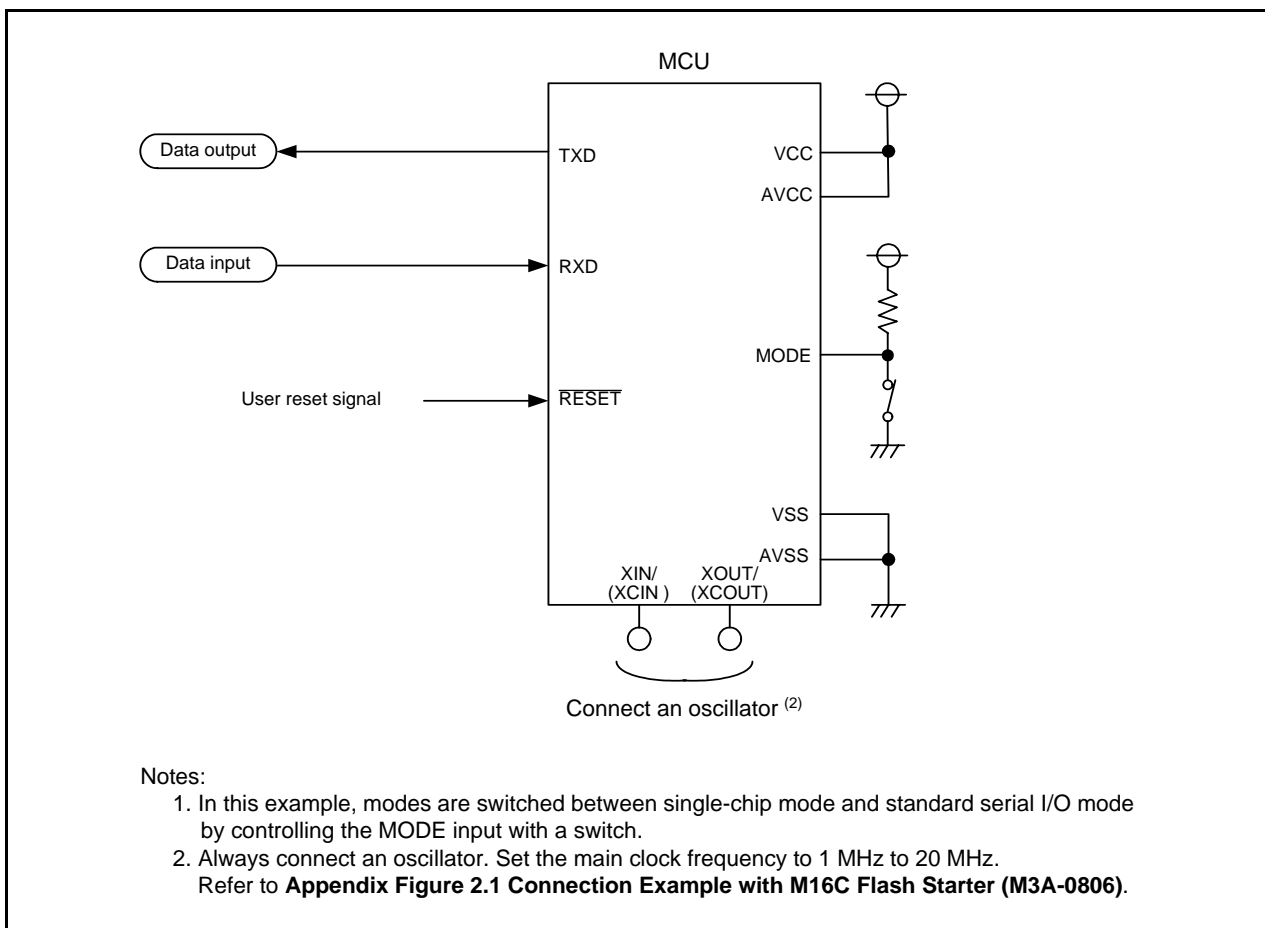 MCU
Data output
TXD
VCC
AVCC
Data input
RXD
MODE
User reset signal
RESET
VSS
AVSS
XIN/
(XCIN )
XOUT/
(XCOUT)
Connect an oscillator (2)
Notes:
1. In this example, modes are switched between single-chip mode and standard serial I/O mode
by controlling the MODE input with a switch.
2. Always connect an oscillator. Set the main clock frequency to 1 MHz to 20 MHz.
Refer to Appendix Figure 2.1 Connection Example with M16C Flash Starter (M3A-0806).